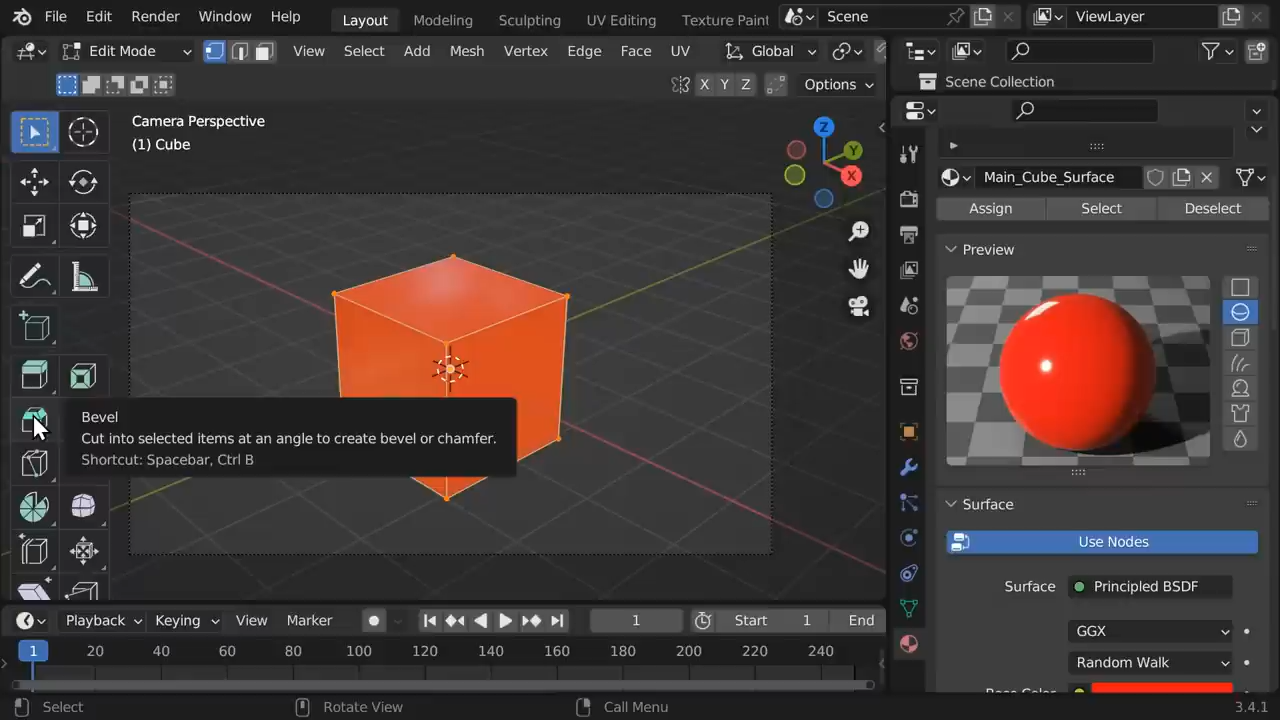 File Edit Render Window Help Layout Modeling Sculpting UV Editing Texture Paint Scene ViewLayer
Edit Mode View Select Add Mesh Vertex Edge Face UV Global
X Y Z Options
Scene Collection
Camera Perspective
(1) Cube
Z
Y
X
Main_Cube_Surface
Assign Select Deselect
Preview
Bevel
Cut into selected items at an angle to create bevel or chamfer.
Shortcut: Spacebar, Ctrl B
Surface
Use Nodes
Surface Principled BSDF
GGX
Random Walk
Playback Keying View Marker 1 Start 1 End
1 20 40 60 80 100 120 140 160 180 200 220 240
Select Rotate View Call Menu 3.4.1